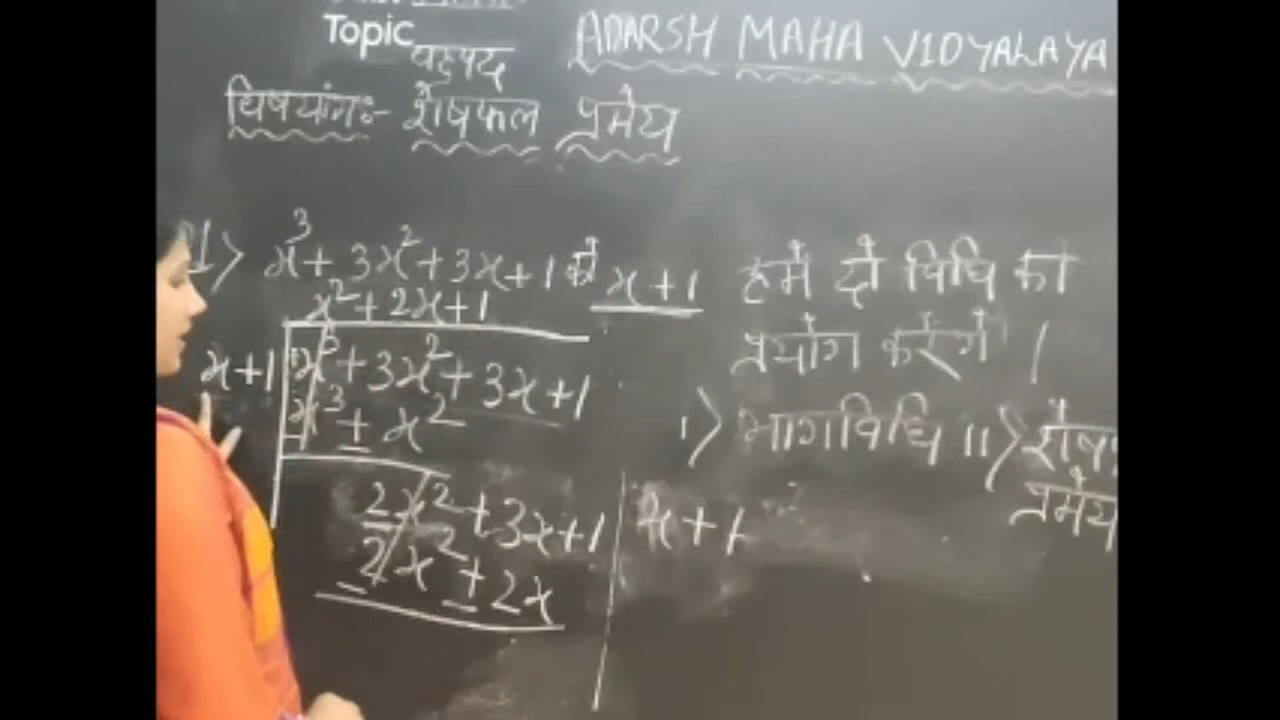 Topic
ADARSH MAHA VIDYALAYA
बहुपद
विषयांगः- शेषफल प्रमेय
1> x³ + 3x² + 3x + 1 को x + 1
x² + 2x + 1
x+1 x³ + 3x² + 3x + 1
x³ + x²
2x² + 3x + 1
2x² + 2x
x + 1
हमे दो विधि का
प्रयोग करेगें ।
i> भागविधि ii> शेष
प्रमेय